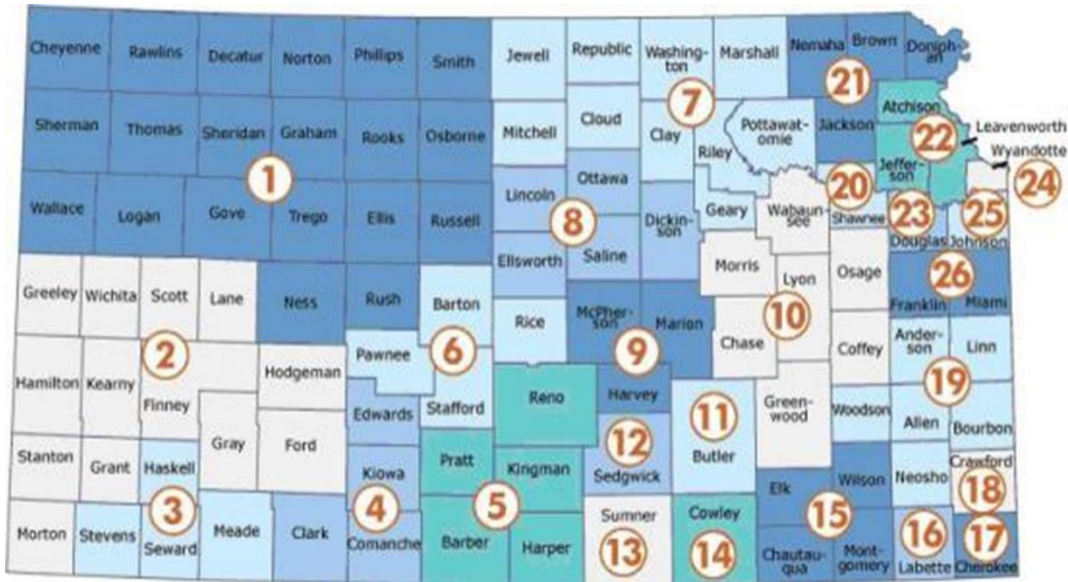 Cheyenne
Rawlins
Decatur
Norton
Phillips
Smith
Jewell
Republic
Washing-
ton
Marshall
Nemaha
Brown
Doniph-
an
21
7
Sherman
Thomas
Sheridan
Graham
Rooks
Osborne
Mitchell
Cloud
Clay
Riley
Pottawat-
omie
Jackson
Atchison
22
Leavenworth
Wyandotte
24
Jeffer-
son
1
Wallace
Logan
Gove
Trego
Ellis
Russell
Lincoln
Ottawa
8
Dickin-
son
Geary
Wabaun-
see
20
Shawnee
23
Douglas
25
Johnson
Ellsworth
Saline
Morris
Lyon
Osage
26
Franklin
Miami
Greeley
Wichita
Scott
Lane
Ness
Rush
Barton
Rice
McPher-
son
Marion
9
10
Chase
Coffey
Ander-
son
Linn
19
2
Pawnee
6
Hamilton
Kearny
Finney
Hodgeman
Edwards
Stafford
Reno
Harvey
11
Butler
Green-
wood
Woodson
Allen
Bourbon
Gray
Ford
12
Sedgwick
Stanton
Grant
Haskell
Kiowa
Pratt
Kingman
Elk
Wilson
Neosho
Crawford
18
3
4
5
Morton
Stevens
Seward
Meade
Clark
Comanche
Barber
Harper
Sumner
13
Cowley
14
15
Chautau-
qua
Mont-
gomery
16
Labette
17
Cherokee